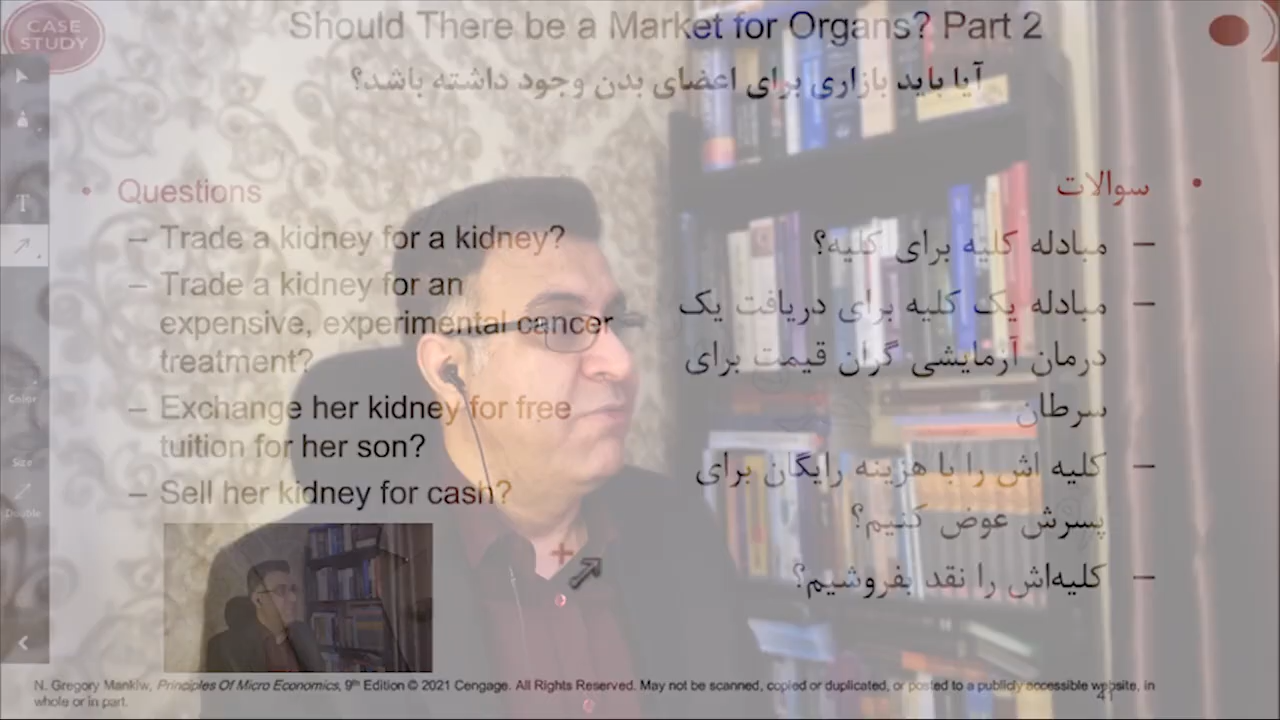 CASE
STUDY
Should There be a Market for Organs? Part 2
آیا باید بازاری برای اعضای بدن وجود داشته باشد؟
• Questions
– Trade a kidney for a kidney?
– Trade a kidney for an
expensive, experimental cancer
treatment?
– Exchange her kidney for free
tuition for her son?
– Sell her kidney for cash?
• سوالات
– مبادله کلیه برای کلیه؟
– مبادله یک کلیه برای دریافت یک
درمان آزمایشی گران قیمت برای
سرطان
– کلیه اش را با هزینه رایگان برای
پسرش عوض کنیم؟
– کلیه‌اش را نقد بفروشیم؟
T
Color
Size
Double
N. Gregory Mankiw, Principles Of Micro Economics, 9th Edition © 2021 Cengage. All Rights Reserved. May not be scanned, copied or duplicated, or posted to a publicly accessible website, in
whole or in part.